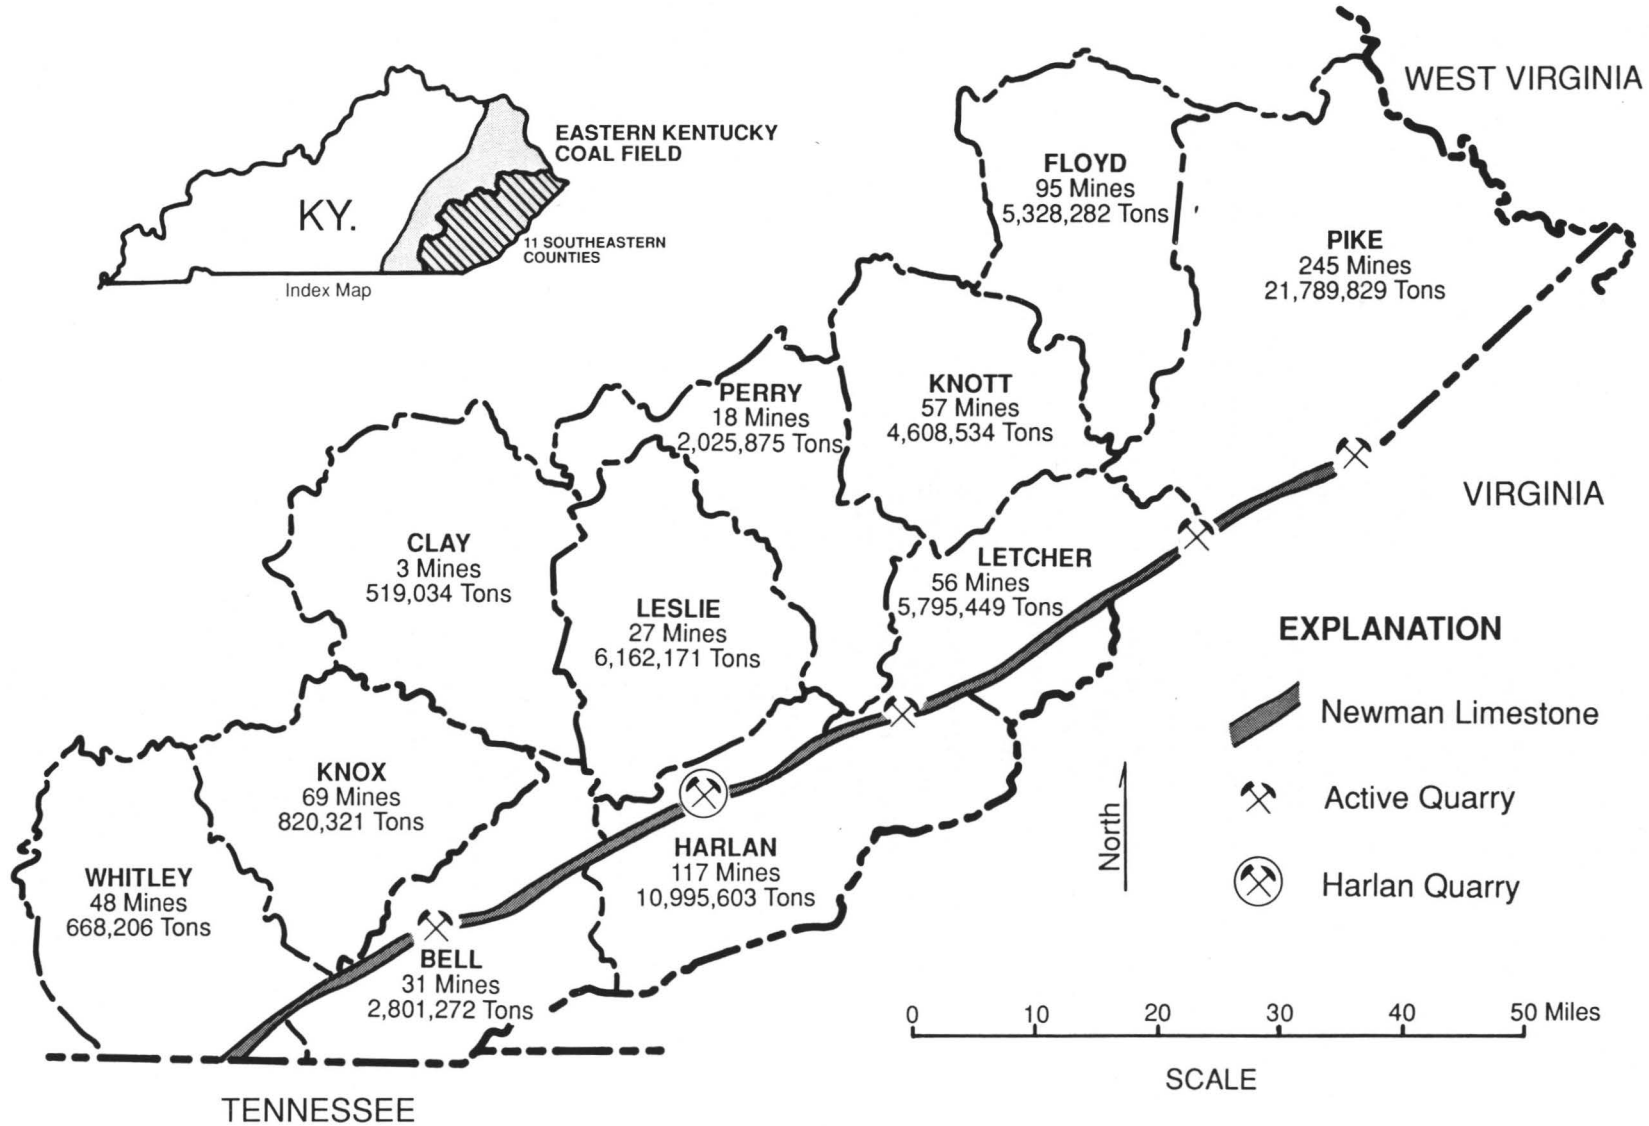 WEST VIRGINIA
EASTERN KENTUCKY
COAL FIELD
KY.
11 SOUTHEASTERN
COUNTIES
Index Map
FLOYD
95 Mines
5,328,282 Tons
PIKE
245 Mines
21,789,829 Tons
PERRY
18 Mines
2,025,875 Tons
KNOTT
57 Mines
4,608,534 Tons
VIRGINIA
CLAY
3 Mines
519,034 Tons
LESLIE
27 Mines
6,162,171 Tons
LETCHER
56 Mines
5,795,449 Tons
KNOX
69 Mines
820,321 Tons
WHITLEY
48 Mines
668,206 Tons
HARLAN
117 Mines
10,995,603 Tons
BELL
31 Mines
2,801,272 Tons
TENNESSEE
EXPLANATION
Newman Limestone
Active Quarry
Harlan Quarry
North
0 10 20 30 40 50 Miles
SCALE